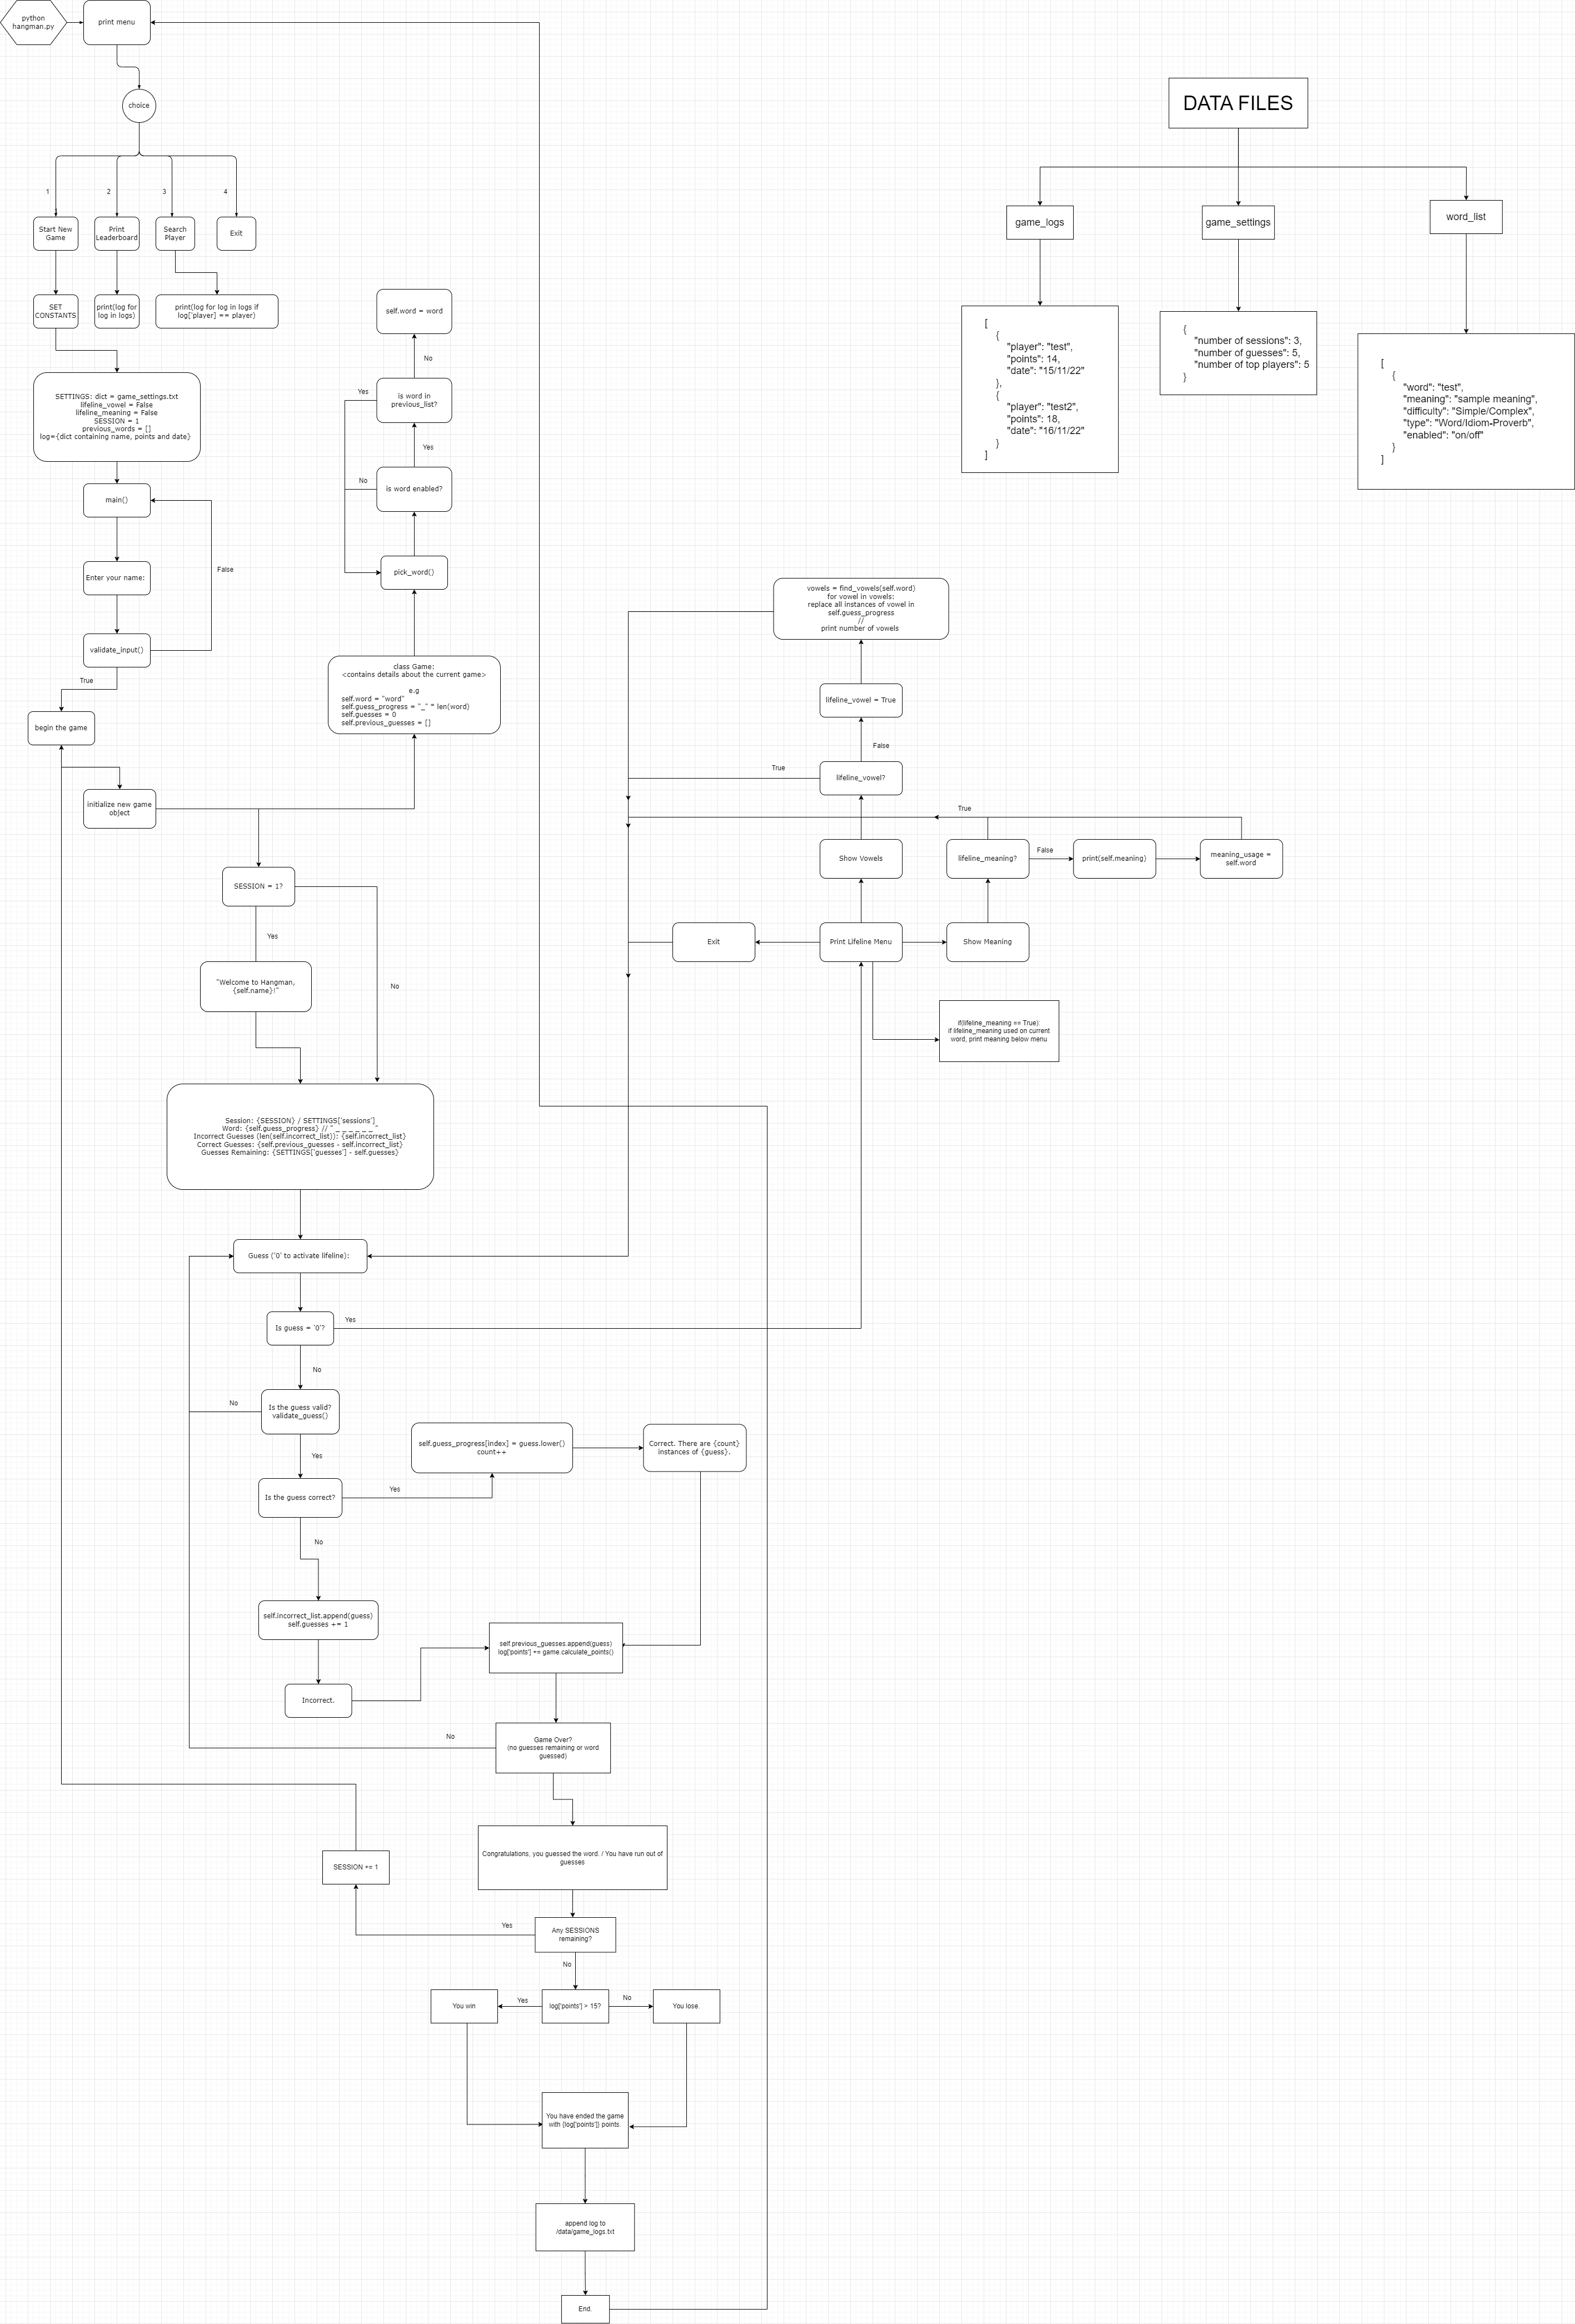 python
hangman.py
print menu
choice
1
2
3
4
Start New
Game
Print
Leaderboard
Search
Player
Exit
SET
CONSTANTS
print(log for
log in logs)
print(log for log in logs if
log['player] == player)
SETTINGS: dict = game_settings.txt
lifeline_vowel = False
lifeline_meaning = False
SESSION = 1
previous_words = []
log={dict containing name, points and date}
main()
False
Enter your name:
validate_input()
True
begin the game
initialize new game
object
self.word = word
No
is word in
previous_list?
Yes
Yes
is word enabled?
No
pick_word()
class Game:
<contains details about the current game>
e.g
self.word = "word"
self.guess_progress = "_" * len(word)
self.guesses = 0
self.previous_guesses = []
SESSION = 1?
Yes
No
"Welcome to Hangman,
{self.name}!"
Session: {SESSION} / SETTINGS['sessions']
Word: {self.guess_progress} // " _ _ _ _ _ _"
Incorrect Guesses (len(self.incorrect_list)): {self.incorrect_list}
Correct Guesses: {self.previous_guesses - self.incorrect_list}
Guesses Remaining: {SETTINGS['guesses'] - self.guesses}
Guess ('0' to activate lifeline):
Is guess = '0'?
Yes
No
Is the guess valid?
validate_guess()
No
Yes
Is the guess correct?
Yes
self.guess_progress[index] = guess.lower()
count++
Correct. There are {count}
instances of {guess}.
No
self.incorrect_list.append(guess)
self.guesses += 1
Incorrect.
self.previous_guesses.append(guess)
log['points'] += game.calculate_points()
Game Over?
(no guesses remaining or word
guessed)
No
Congratulations, you guessed the word. / You have run out of
guesses
Any SESSIONS
remaining?
Yes
SESSION += 1
No
log['points'] > 15?
Yes
You win
No
You lose.
You have ended the game
with {log['points']} points.
append log to
/data/game_logs.txt
End.
vowels = find_vowels(self.word)
for vowel in vowels:
replace all instances of vowel in
self.guess_progress
//
print number of vowels
lifeline_vowel = True
False
lifeline_vowel?
True
True
Show Vowels
lifeline_meaning?
False
print(self.meaning)
meaning_usage =
self.word
Exit
Print Lifeline Menu
Show Meaning
If(lifeline_meaning == True):
if lifeline_meaning used on current
word, print meaning below menu
DATA FILES
game_logs
game_settings
word_list
[
{
"player": "test",
"points": 14,
"date": "15/11/22"
},
{
"player": "test2",
"points": 18,
"date": "16/11/22"
}
]
{
"number of sessions": 3,
"number of guesses": 5,
"number of top players": 5
}
[
{
"word": "test",
"meaning": "sample meaning",
"difficulty": "Simple/Complex",
"type": "Word/Idiom-Proverb",
"enabled": "on/off"
}
]